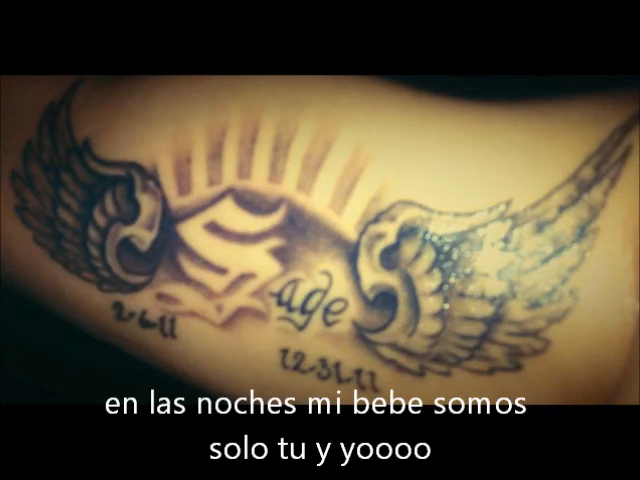 Sage
2-6-11
12-31-11
en las noches mi bebe somos
solo tu y yoooo